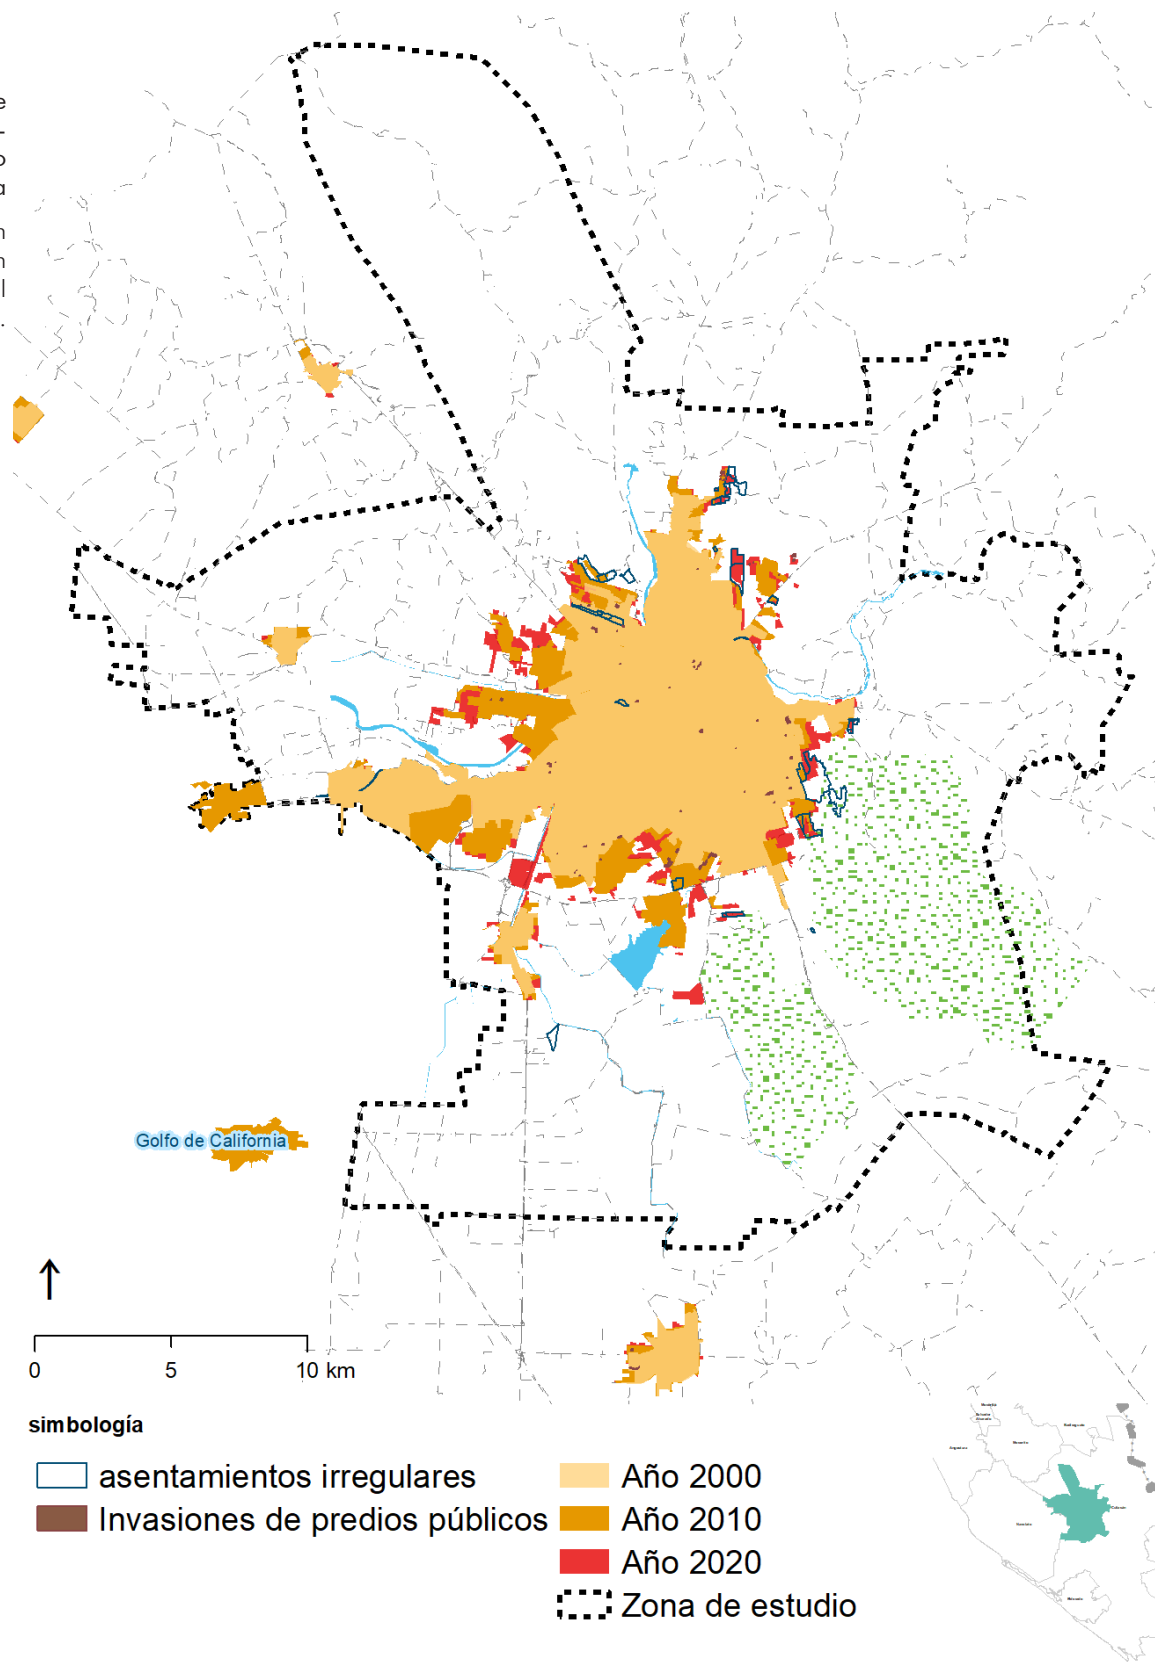 e
-
o
a
n
n
l
.
Golfo de California
0 5 10 km
simbología
asentamientos irregulares
Invasiones de predios públicos
Año 2000
Año 2010
Año 2020
Zona de estudio